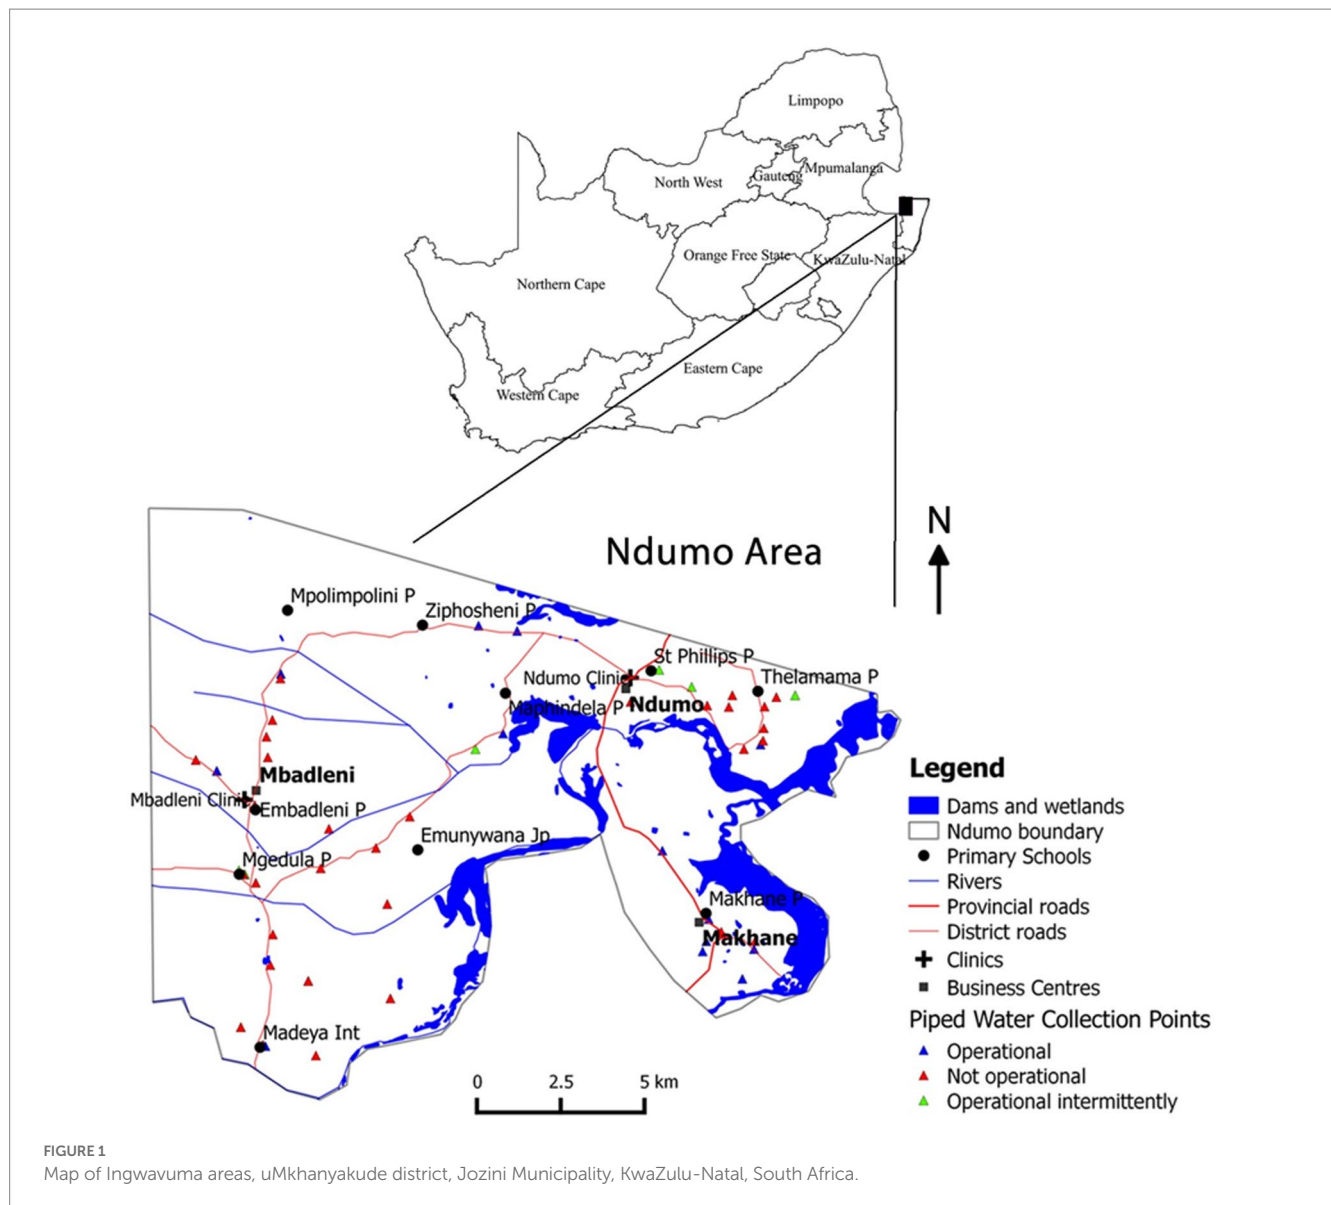 Limpopo
Mpumalanga
Gauteng
North West
Orange Free State
KwaZulu-Natal
Northern Cape
Eastern Cape
Western Cape
N
Ndumo Area
Mpolimpolini P
Ziphosheni P
St Phillips P
Ndumo Clinic
Thelamama P
Maphindela P
Ndumo
Mbadleni
Mbadleni Clinic
Embadleni P
Emunywana Jp
Mgedula P
Makhane P
Makhane
Madeya Int
0 2.5 5 km
Legend
Dams and wetlands
Ndumo boundary
Primary Schools
Rivers
Provincial roads
District roads
Clinics
Business Centres
Piped Water Collection Points
Operational
Not operational
Operational intermittently
FIGURE 1
Map of Ingwavuma areas, uMkhanyakude district, Jozini Municipality, KwaZulu-Natal, South Africa.